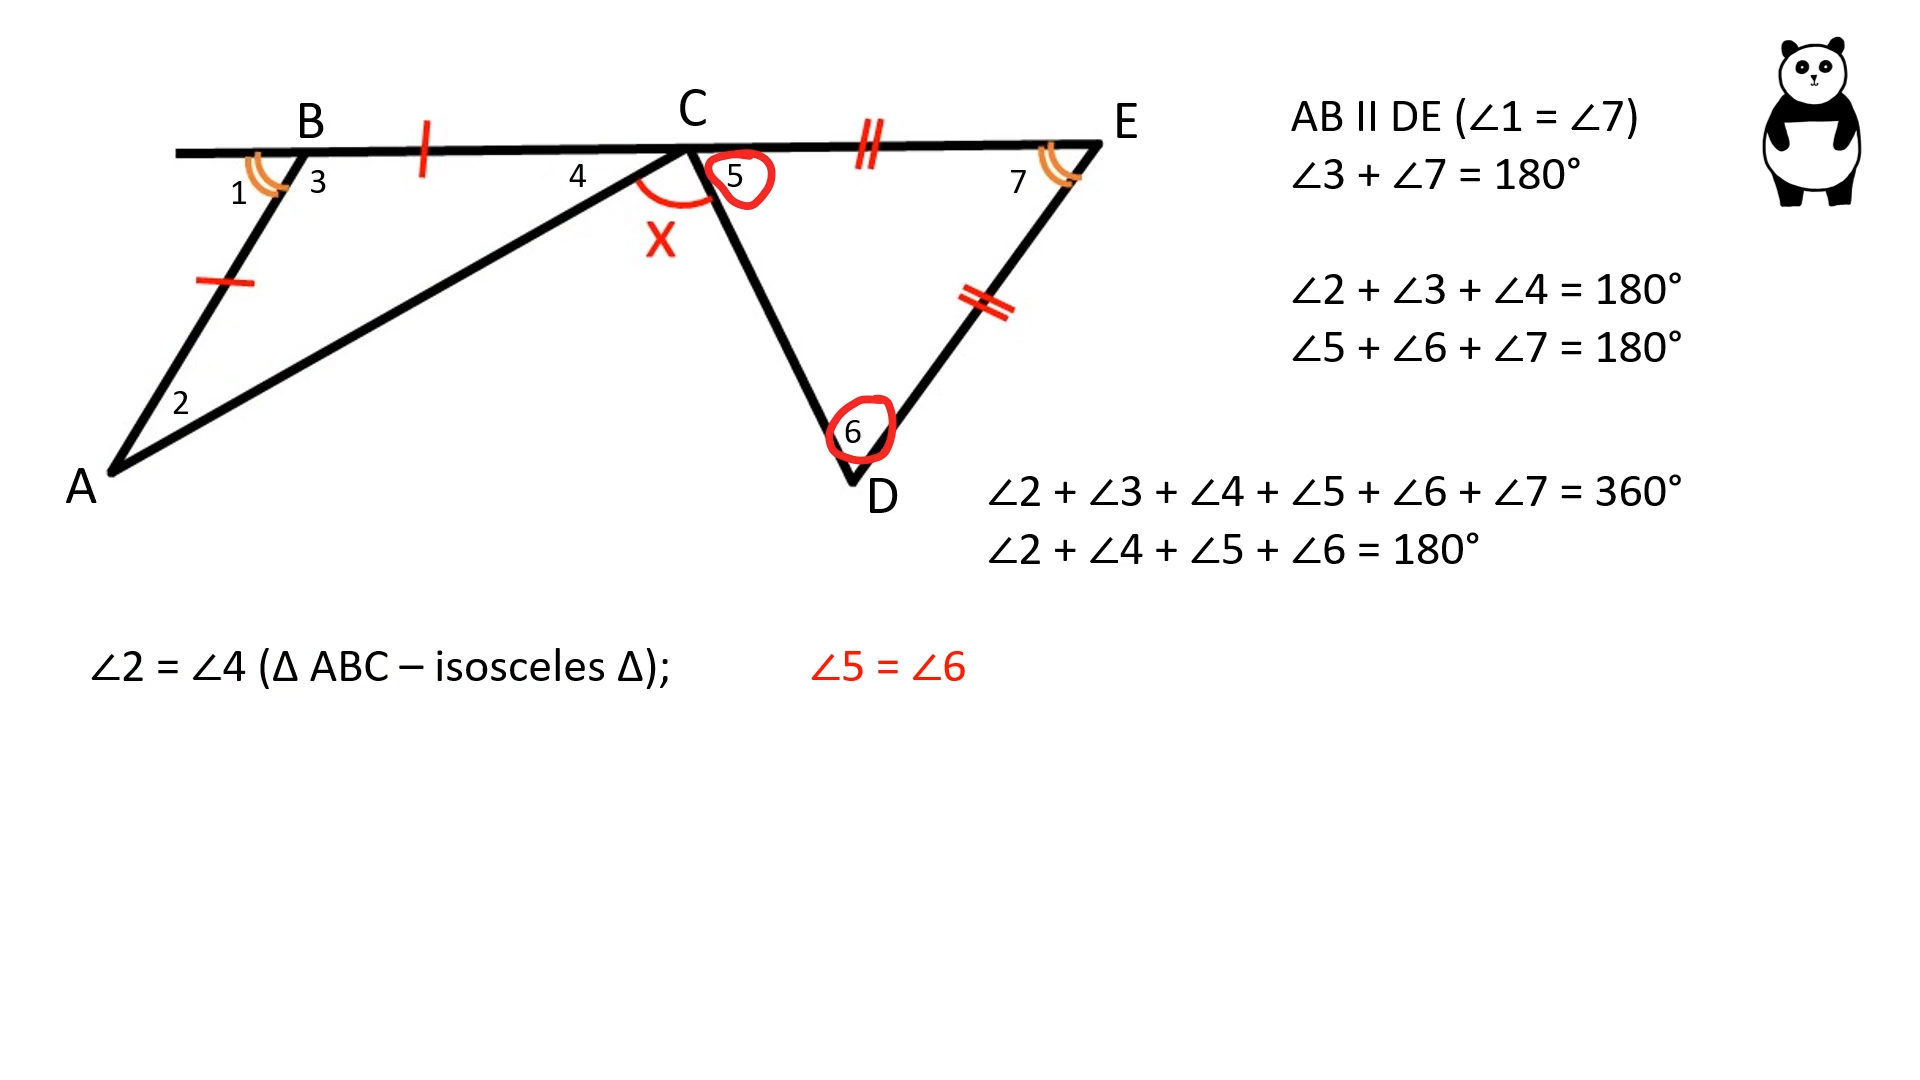 B
C
E
1
3
4
5
7
X
2
6
A
D
AB II DE (∠1 = ∠7)
∠3 + ∠7 = 180°
∠2 + ∠3 + ∠4 = 180°
∠5 + ∠6 + ∠7 = 180°
∠2 + ∠3 + ∠4 + ∠5 + ∠6 + ∠7 = 360°
∠2 + ∠4 + ∠5 + ∠6 = 180°
∠2 = ∠4 (Δ ABC – isosceles Δ); ∠5 = ∠6